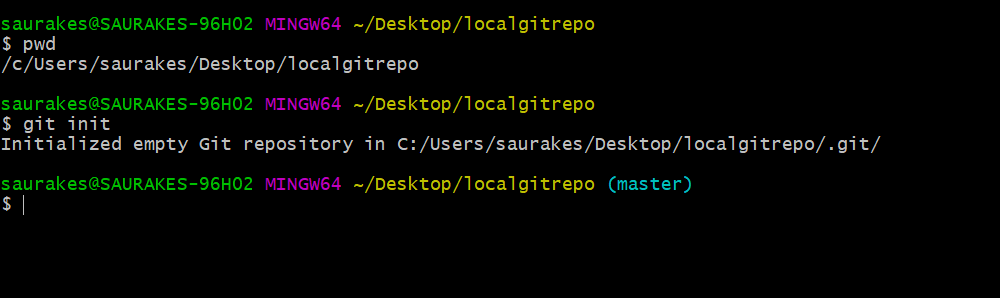 saurakes@SAURAKES-96H02 MINGW64 ~/Desktop/localgitrepo
$ pwd
/c/Users/saurakes/Desktop/localgitrepo
saurakes@SAURAKES-96H02 MINGW64 ~/Desktop/localgitrepo
$ git init
Initialized empty Git repository in C:/Users/saurakes/Desktop/localgitrepo/.git/
saurakes@SAURAKES-96H02 MINGW64 ~/Desktop/localgitrepo (master)
$